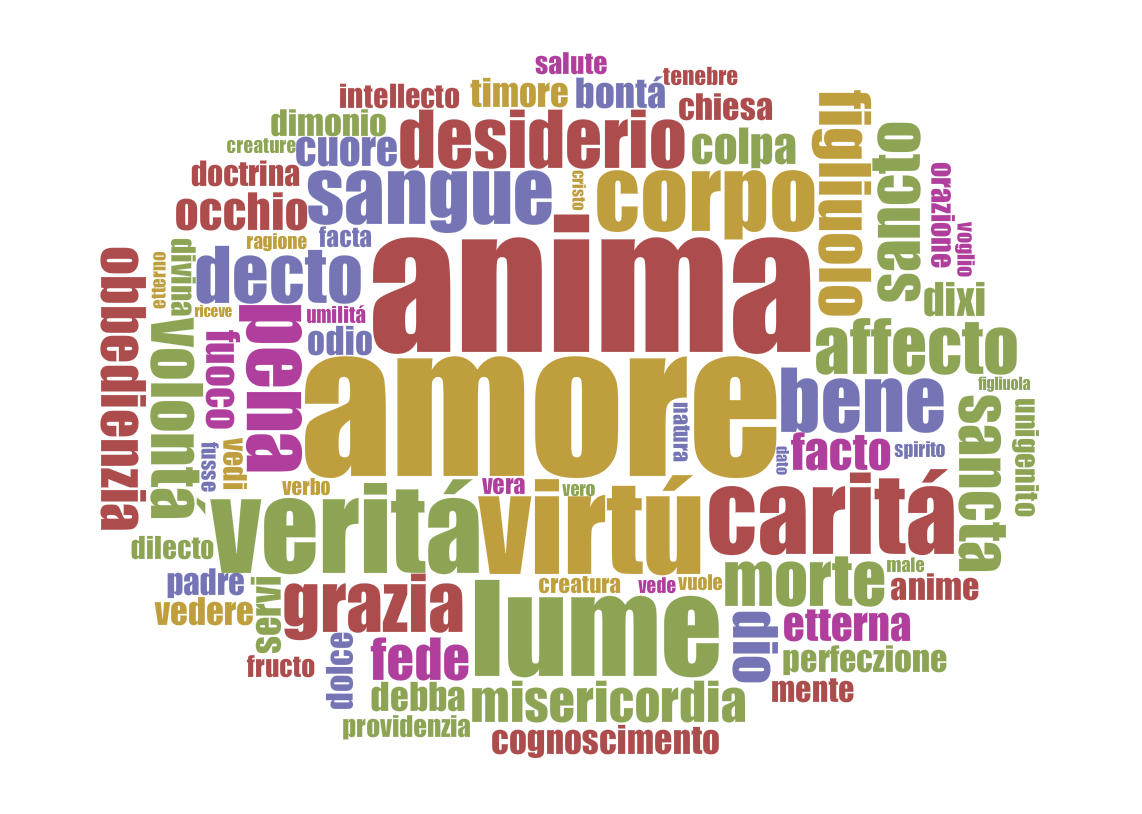 salute
tenebre
intellecto
timore
bontá
chiesa
figliuolo
dimonio
desiderio
colpa
sancto
creature
cuore
doctrina
sangue
cristo
corpo
orazione
occhio
anima
voglio
ragione
facta
obbedienzia
etterno
divina
decto
dixi
riceve
pena
umilitá
volontá
fuoco
odio
affecto
amore
bene
figliuola
natura
sancta
unigenito
fusse
vedi
dato
facto
spirito
verbo
vera
vero
veritá
virtú
caritá
dilecto
padre
servi
grazia
creatura
vede
vuole
morte
male
anime
vedere
lume
dio
etterna
fructo
dolce
fede
perfeczione
debba
misericordia
mente
providenzia
cognoscimento